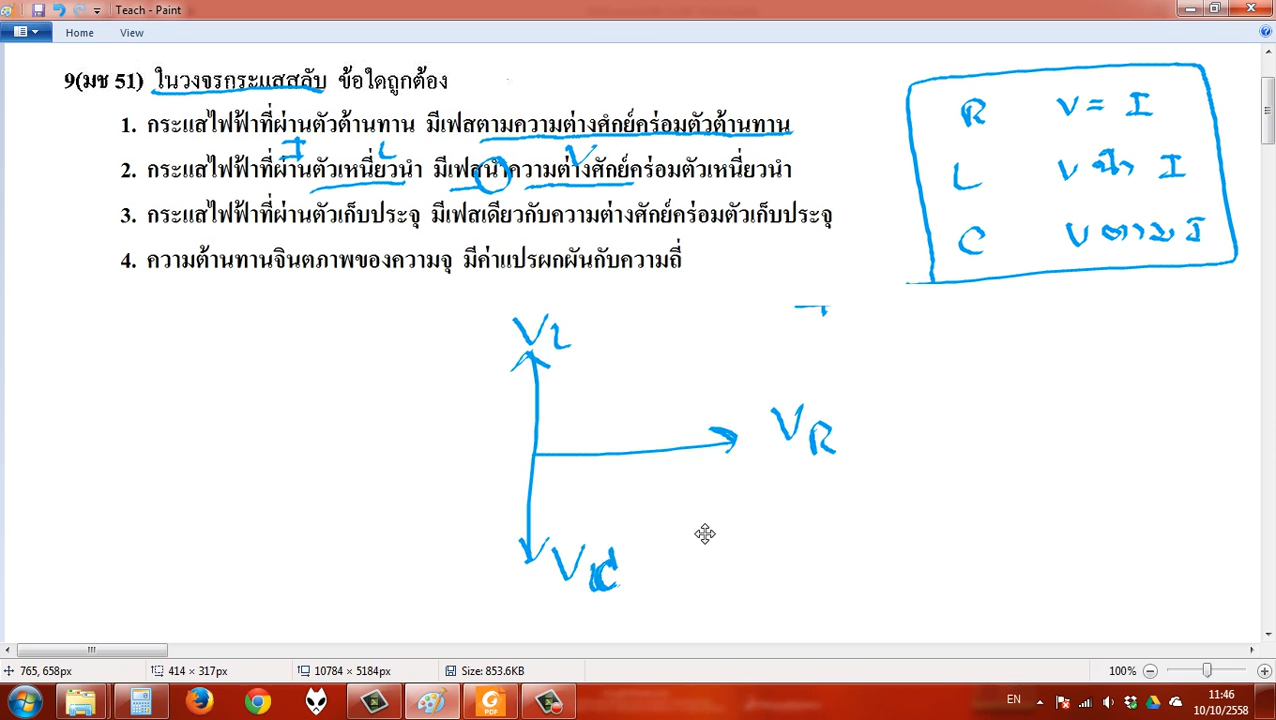 Teach - Paint
Home View
9(มช 51) ในวงจรกระแสสลับ ข้อใดถูกต้อง
1. กระแสไฟฟ้าที่ผ่านตัวต้านทาน มีเฟสตามความต่างศํกย์คร่อมตัวต้านทาน
I L V
2. กระแสไฟฟ้าที่ผ่านตัวเหนี่ยวนำ มีเฟสนำความต่างศักย์คร่อมตัวเหนี่ยวนำ
3. กระแสไฟฟ้าที่ผ่านตัวเก็บประจุ มีเฟสเดียวกับความต่างศักย์คร่อมตัวเก็บประจุ
4. ความต้านทานจินตภาพของความจุ มีค่าแปรผกผันกับความถี่
R V = I
L V นำ I
C V ตาม I
VL
VR
VC
765, 658px 414 × 317px 10784 × 5184px Size: 853.6KB 100%
PDF
EN
11:46
10/10/2558